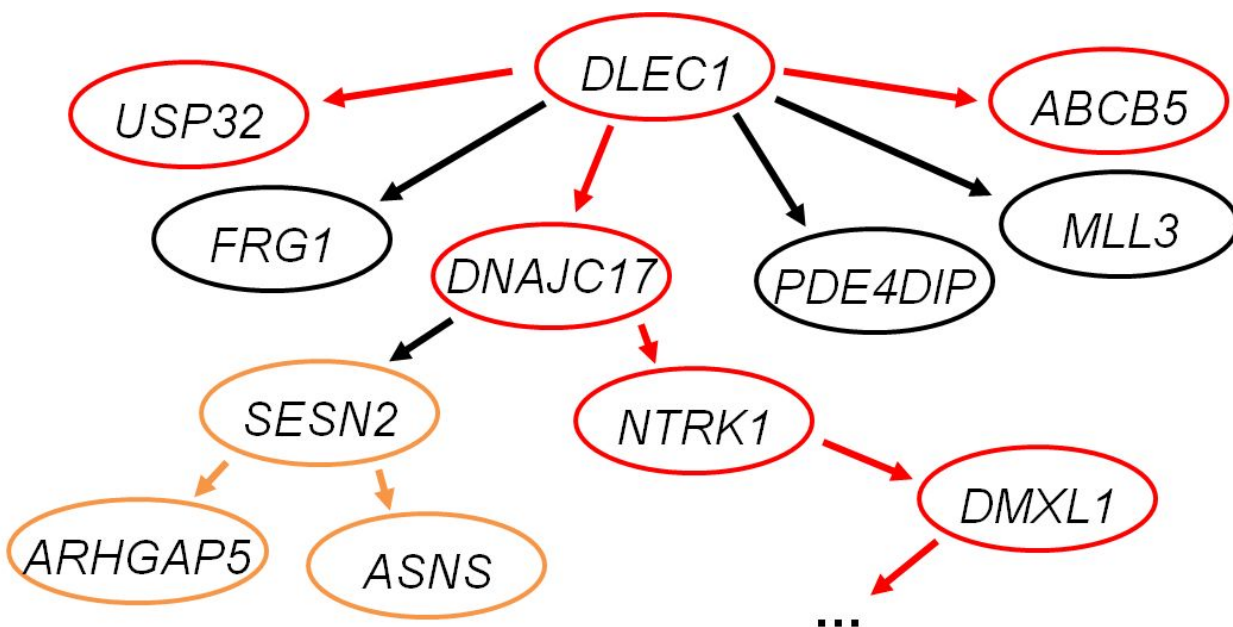 DLEC1
USP32
ABCB5
FRG1
MLL3
DNAJC17
PDE4DIP
SESN2
NTRK1
DMXL1
ARHGAP5
ASNS
...